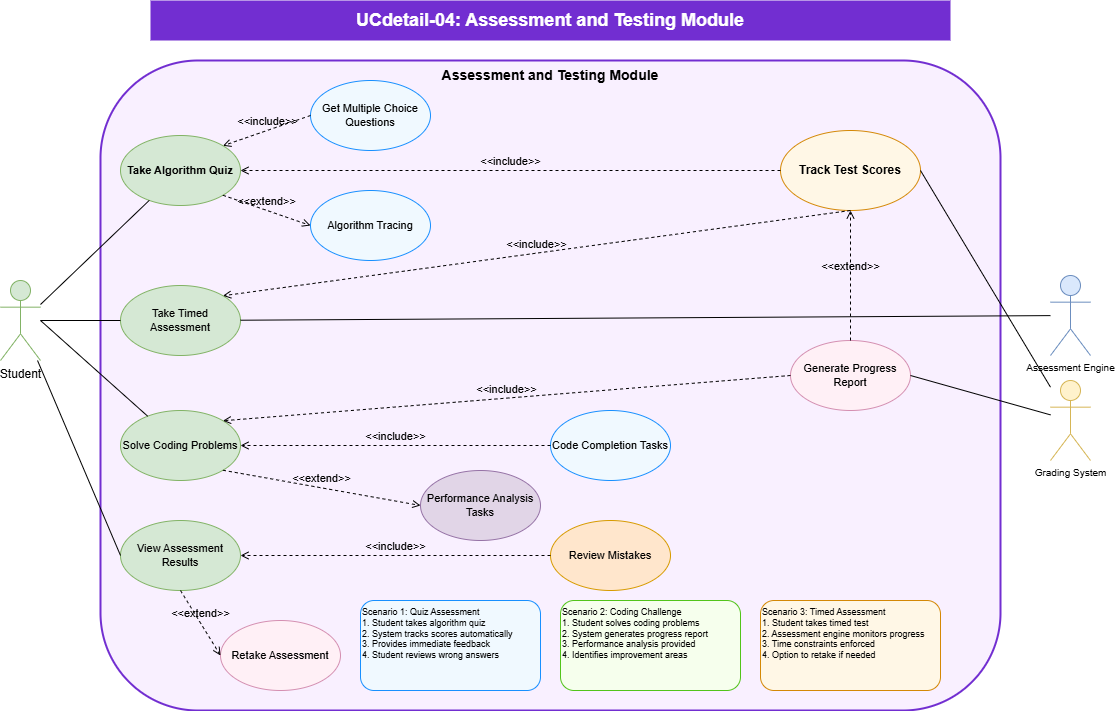 UCdetail-04: Assessment and Testing Module
Assessment and Testing Module
Get Multiple Choice
Questions
<<include>>
Take Algorithm Quiz
<<include>>
Track Test Scores
<<extend>>
Algorithm Tracing
<<include>>
<<extend>>
Take Timed
Assessment
Student
Assessment Engine
Generate Progress
Report
<<include>>
<<include>>
Solve Coding Problems
Code Completion Tasks
Grading System
<<extend>>
Performance Analysis
Tasks
<<include>>
View Assessment
Results
Review Mistakes
<<extend>>
Retake Assessment
Scenario 1: Quiz Assessment
1. Student takes algorithm quiz
2. System tracks scores automatically
3. Provides immediate feedback
4. Student reviews wrong answers
Scenario 2: Coding Challenge
1. Student solves coding problems
2. System generates progress report
3. Performance analysis provided
4. Identifies improvement areas
Scenario 3: Timed Assessment
1. Student takes timed test
2. Assessment engine monitors progress
3. Time constraints enforced
4. Option to retake if needed